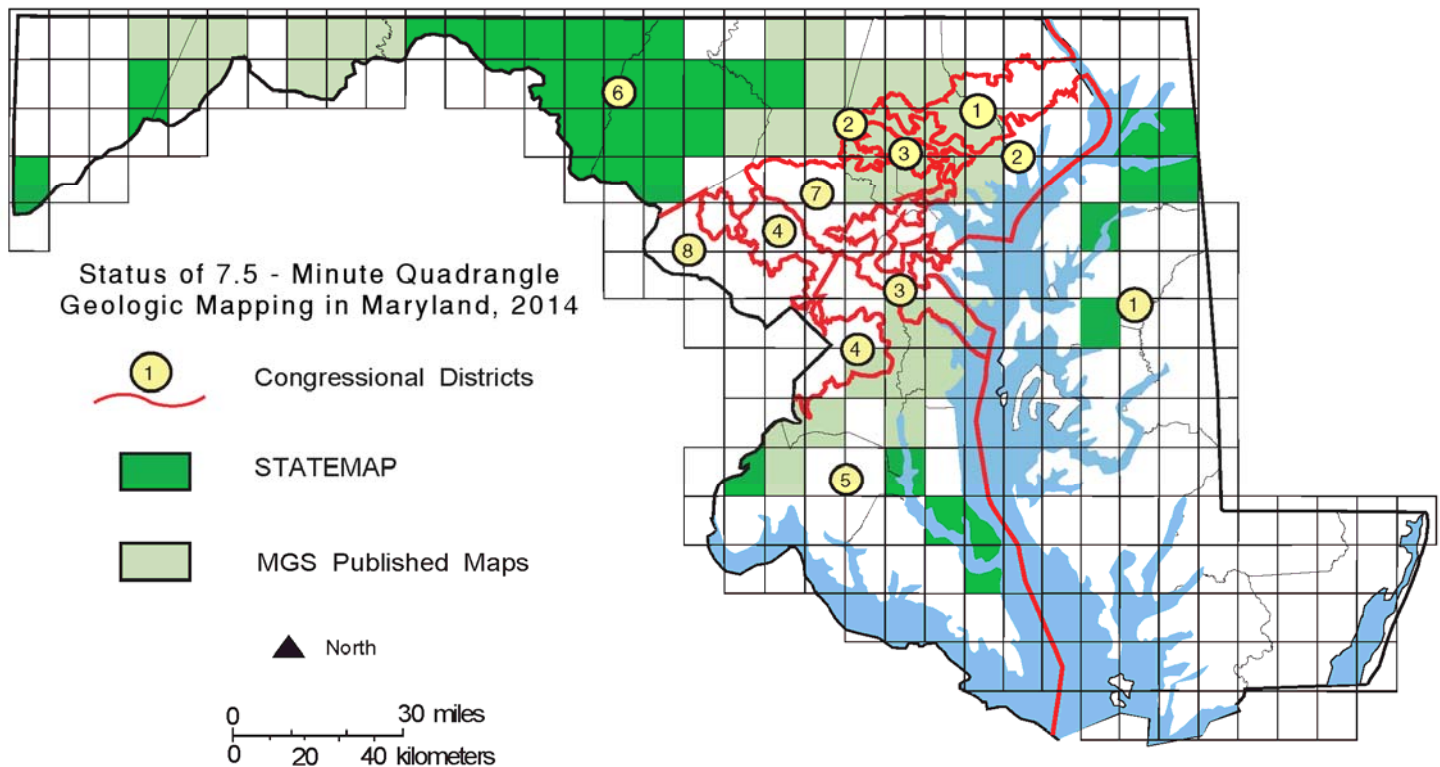 6
1
2
3
2
7
4
8
3
1
4
5
Status of 7.5 - Minute Quadrangle
Geologic Mapping in Maryland, 2014
1
Congressional Districts
STATEMAP
MGS Published Maps
North
0 30 miles
0 20 40 kilometers